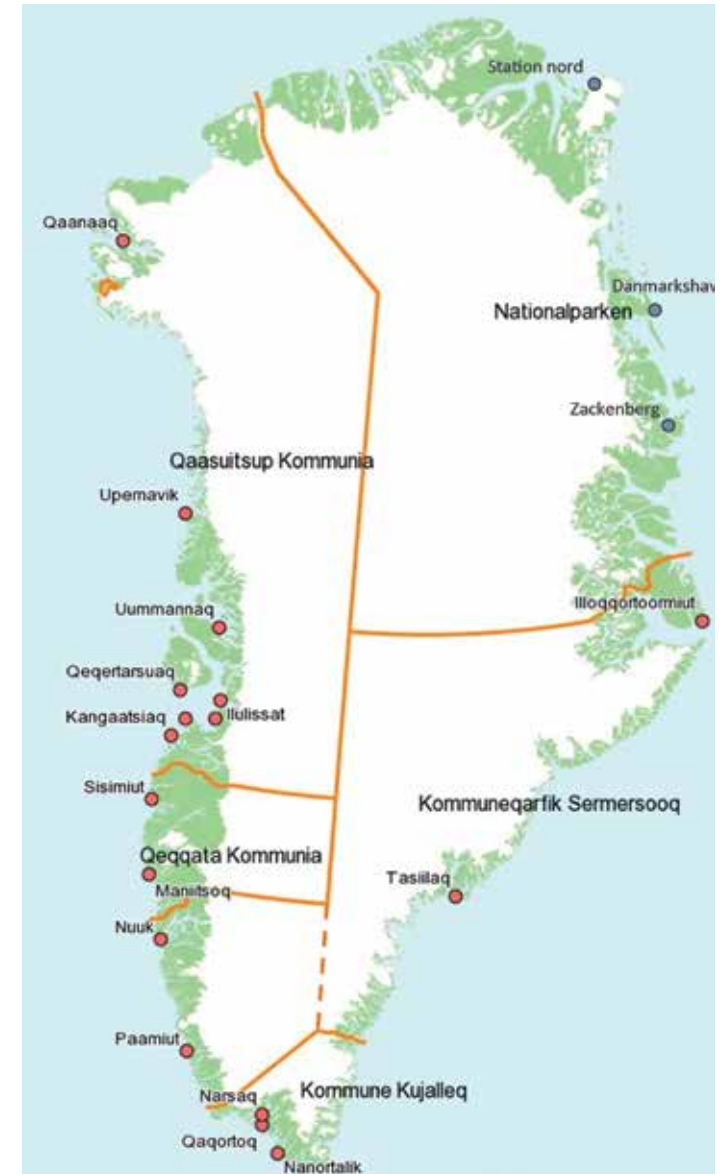 Station nord
Qaanaaq
Danmarkshav
Nationalparken
Zackenberg
Qaasuitsup Kommunia
Upernavik
Illoqqortoormiut
Uummannaq
Qeqertarsuaq
Kangaatsiaq
Ilulissat
Sisimiut
Kommuneqarfik Sermersooq
Qeqqata Kommunia
Tasiilaq
Maniitsoq
Nuuk
Paamiut
Narsaq
Kommune Kujalleq
Qaqortoq
Nanortalik